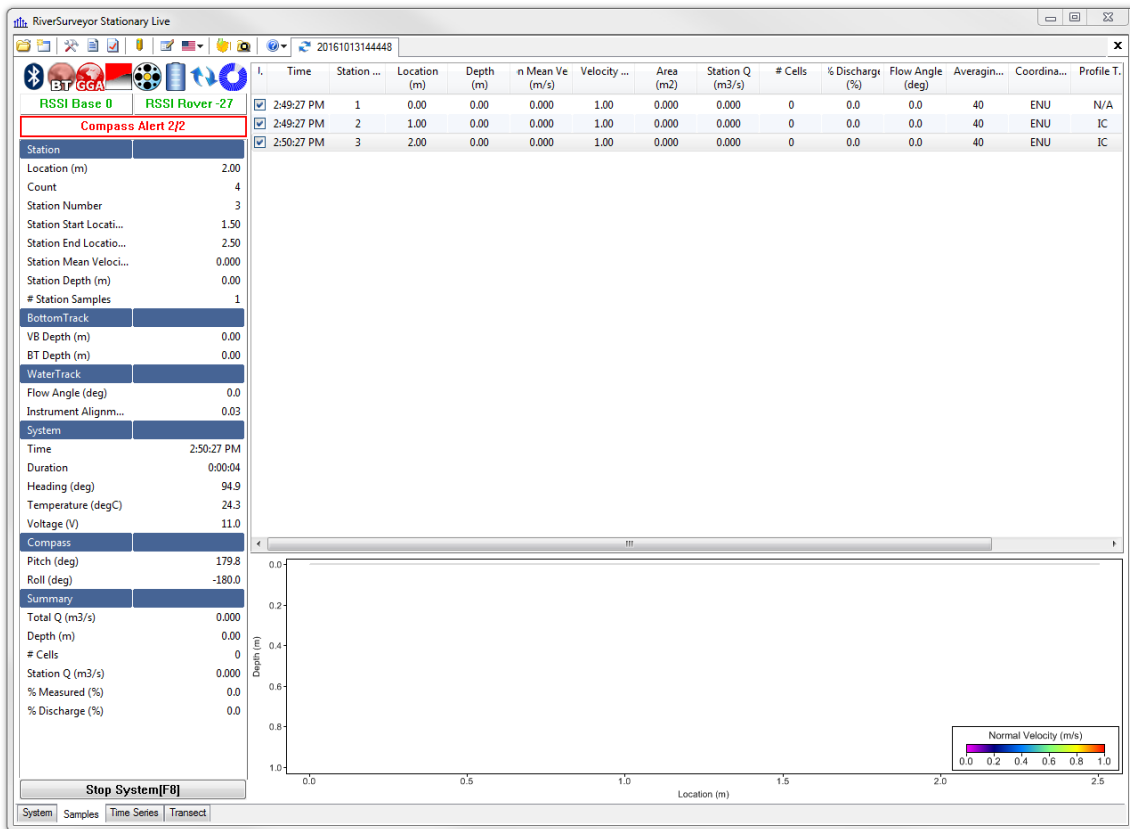 RiverSurveyor Stationary Live
20161013144448
BT GGA
RSSI Base 0 RSSI Rover -27
Compass Alert 2/2
Station
Location (m) 2.00
Count 4
Station Number 3
Station Start Locati... 1.50
Station End Locatio... 2.50
Station Mean Veloci... 0.000
Station Depth (m) 0.00
# Station Samples 1
BottomTrack
VB Depth (m) 0.00
BT Depth (m) 0.00
WaterTrack
Flow Angle (deg) 0.0
Instrument Alignm... 0.03
System
Time 2:50:27 PM
Duration 0:00:04
Heading (deg) 94.9
Temperature (degC) 24.3
Voltage (V) 11.0
Compass
Pitch (deg) 179.8
Roll (deg) -180.0
Summary
Total Q (m3/s) 0.000
Depth (m) 0.00
# Cells 0
Station Q (m3/s) 0.000
% Measured (%) 0.0
% Discharge (%) 0.0
Stop System[F8]
System Samples Time Series Transect
I. Time Station ... Location (m) Depth (m) n Mean Ve (m/s) Velocity ... Area (m2) Station Q (m3/s) # Cells % Discharge (%) Flow Angle (deg) Averagin... Coordina... Profile T.
2:49:27 PM 1 0.00 0.00 0.000 1.00 0.000 0.000 0 0.0 0.0 40 ENU N/A
2:49:27 PM 2 1.00 0.00 0.000 1.00 0.000 0.000 0 0.0 0.0 40 ENU IC
2:50:27 PM 3 2.00 0.00 0.000 1.00 0.000 0.000 0 0.0 0.0 40 ENU IC
Depth (m)
0.0
0.2
0.4
0.6
0.8
1.0
0.0 0.5 1.0 1.5 2.0 2.5
Location (m)
Normal Velocity (m/s)
0.0 0.2 0.4 0.6 0.8 1.0